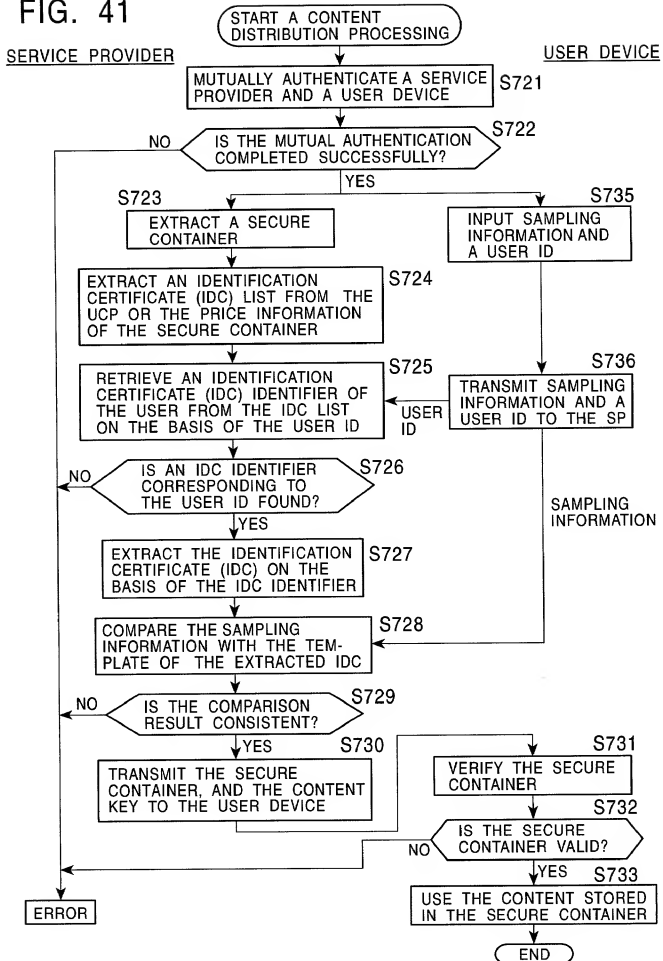 FIG. 41
START A CONTENT
DISTRIBUTION PROCESSING
SERVICE PROVIDER
USER DEVICE
MUTUALLY AUTHENTICATE A SERVICE
PROVIDER AND A USER DEVICE
S721
IS THE MUTUAL AUTHENTICATION
COMPLETED SUCCESSFULLY?
S722
NO
YES
S723
EXTRACT A SECURE
CONTAINER
S735
INPUT SAMPLING
INFORMATION AND
A USER ID
EXTRACT AN IDENTIFICATION
CERTIFICATE (IDC) LIST FROM THE
UCP OR THE PRICE INFORMATION
OF THE SECURE CONTAINER
S724
RETRIEVE AN IDENTIFICATION
CERTIFICATE (IDC) IDENTIFIER OF
THE USER FROM THE IDC LIST
ON THE BASIS OF THE USER ID
S725
USER
ID
S736
TRANSMIT SAMPLING
INFORMATION AND A
USER ID TO THE SP
IS AN IDC IDENTIFIER
CORRESPONDING TO
THE USER ID FOUND?
S726
NO
YES
SAMPLING
INFORMATION
EXTRACT THE IDENTIFICATION
CERTIFICATE (IDC) ON THE
BASIS OF THE IDC IDENTIFIER
S727
COMPARE THE SAMPLING
INFORMATION WITH THE TEM-
PLATE OF THE EXTRACTED IDC
S728
IS THE COMPARISON
RESULT CONSISTENT?
S729
NO
YES
S730
TRANSMIT THE SECURE
CONTAINER, AND THE CONTENT
KEY TO THE USER DEVICE
S731
VERIFY THE SECURE
CONTAINER
S732
IS THE SECURE
CONTAINER VALID?
NO
YES
S733
USE THE CONTENT STORED
IN THE SECURE CONTAINER
ERROR
END